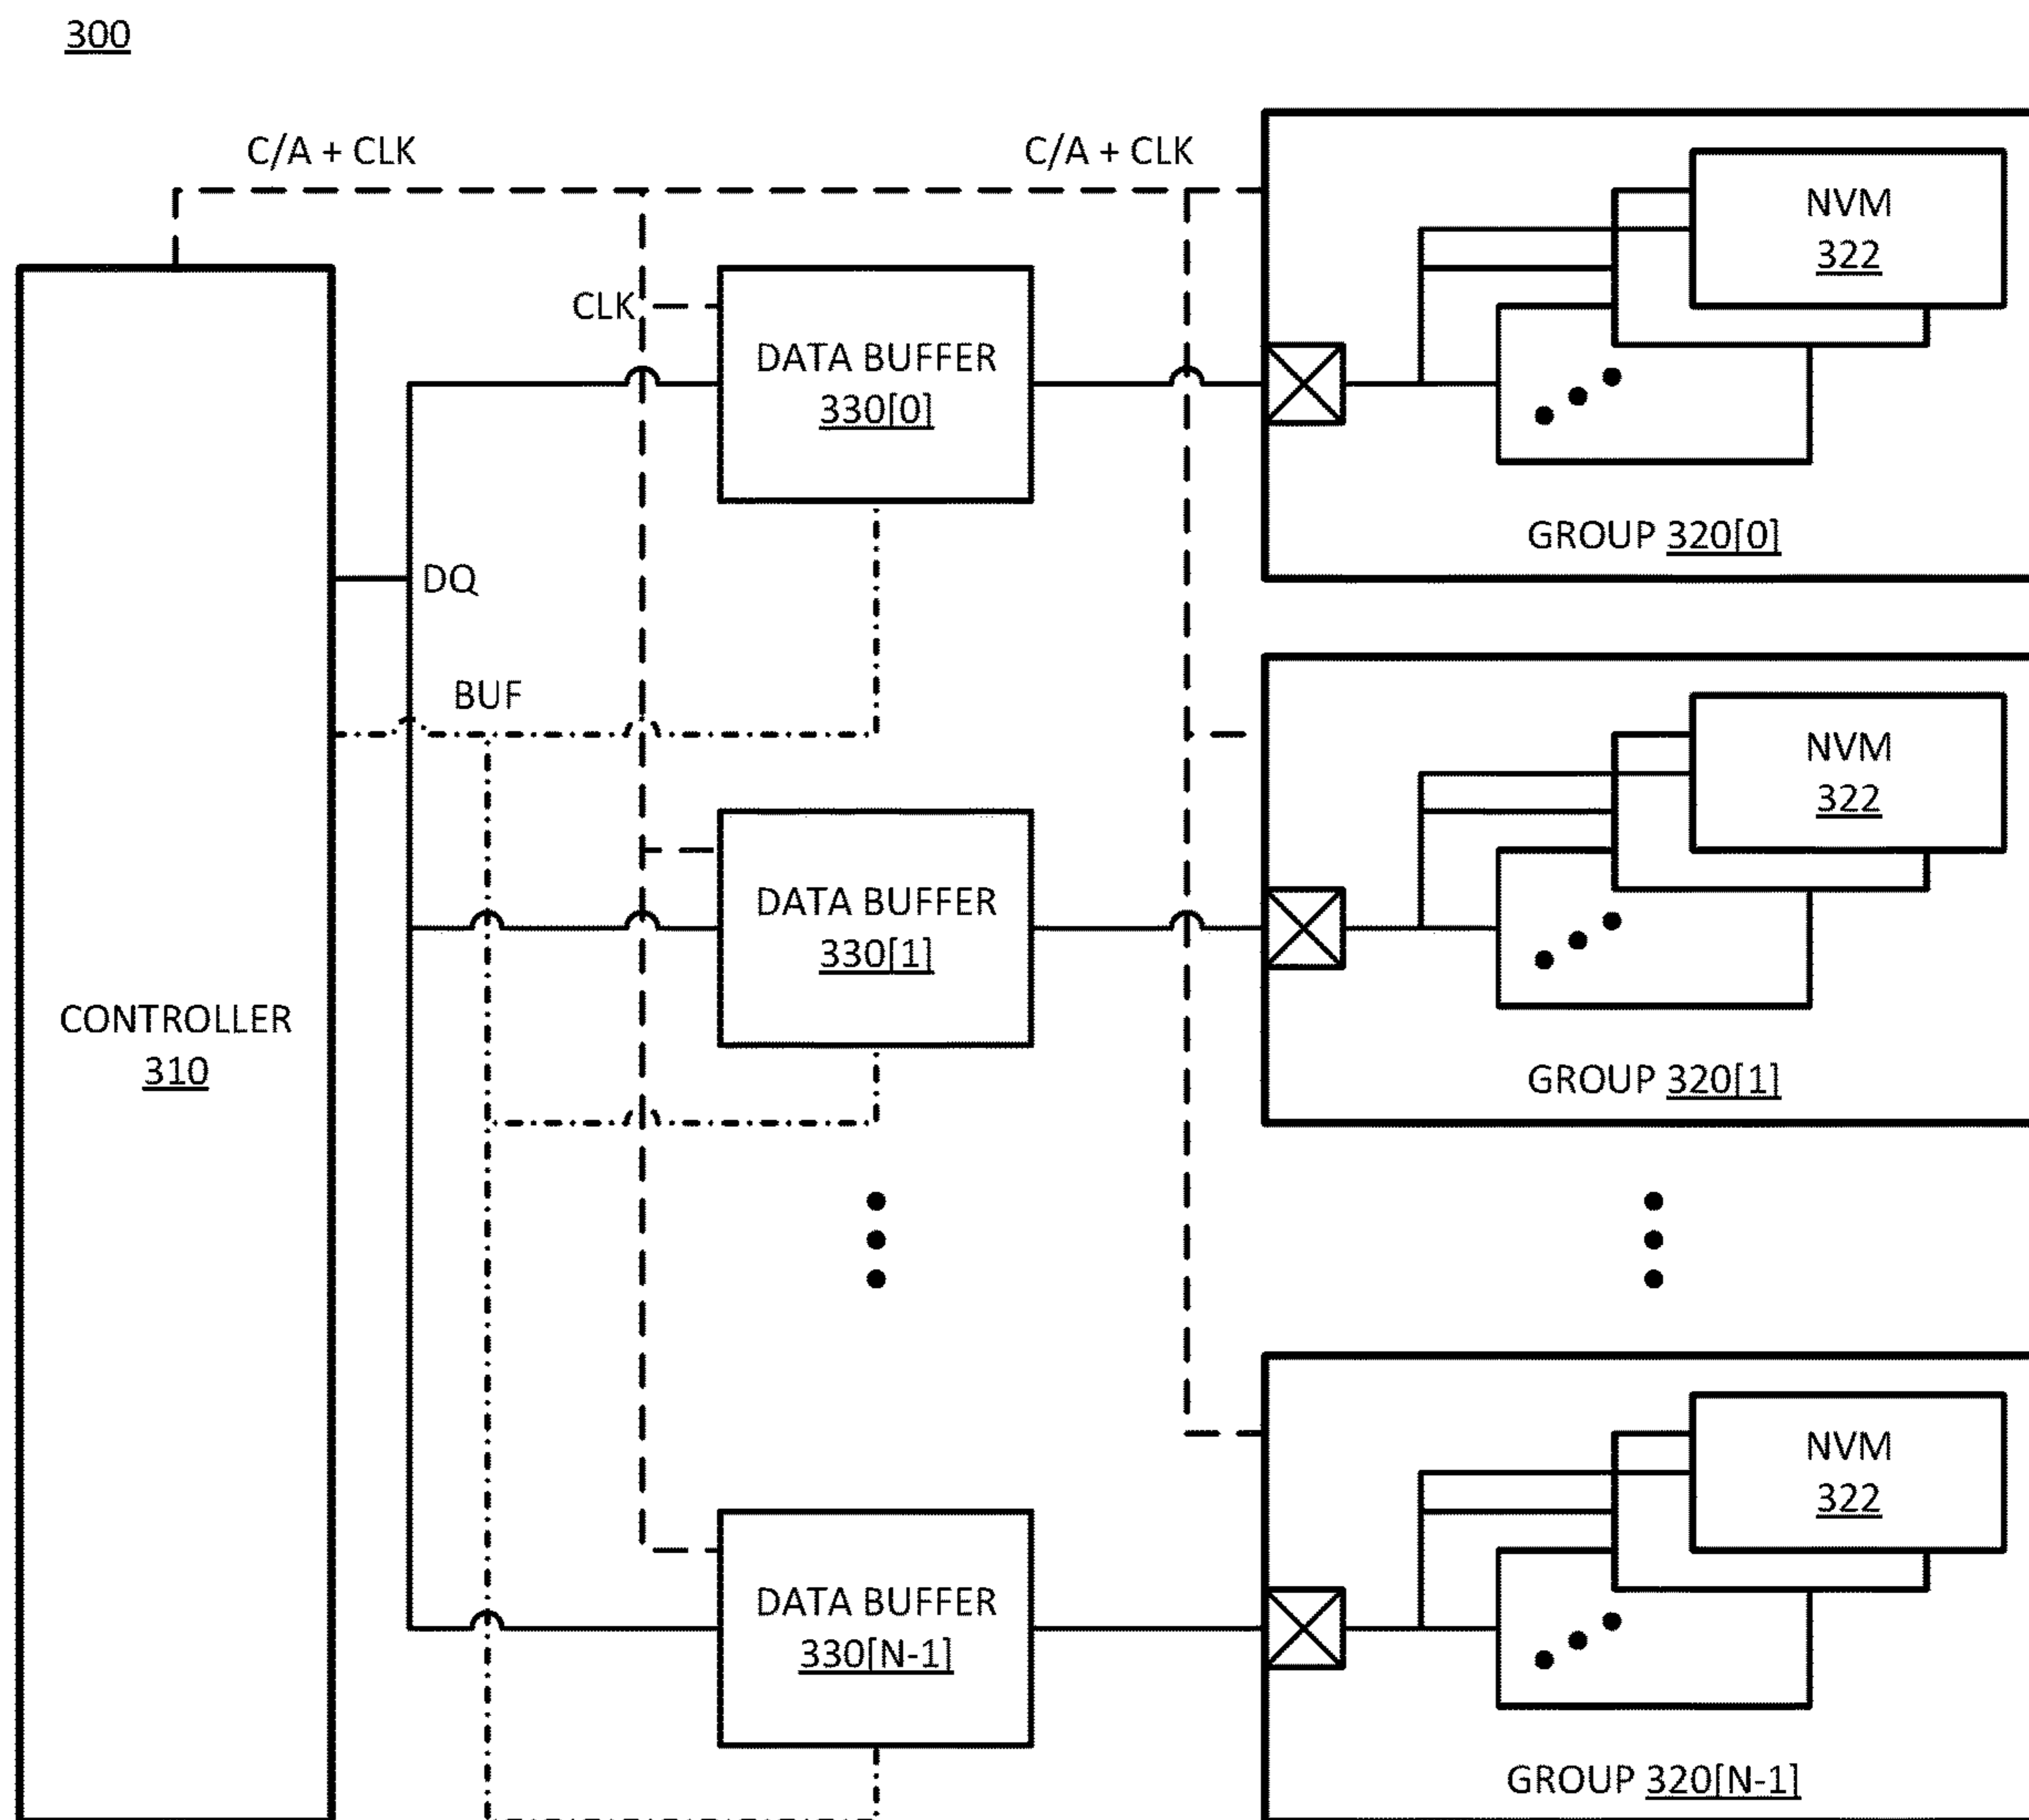 300
C/A + CLK
C/A + CLK
NVM
322
CLK
DATA BUFFER
330[0]
GROUP 320[0]
DQ
BUF
NVM
322
DATA BUFFER
330[1]
CONTROLLER
310
GROUP 320[1]
NVM
322
DATA BUFFER
330[N-1]
GROUP 320[N-1]